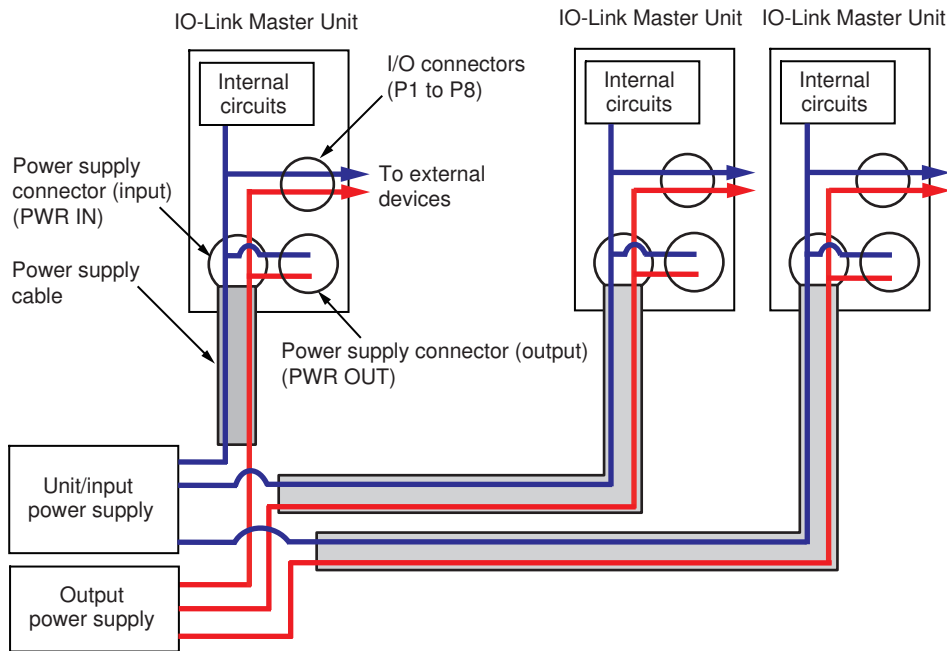 IO-Link Master Unit
IO-Link Master Unit
IO-Link Master Unit
Internal
circuits
I/O connectors
(P1 to P8)
Internal
circuits
Internal
circuits
Power supply
connector (input)
(PWR IN)
To external
devices
Power supply
cable
Power supply connector (output)
(PWR OUT)
Unit/input
power supply
Output
power supply